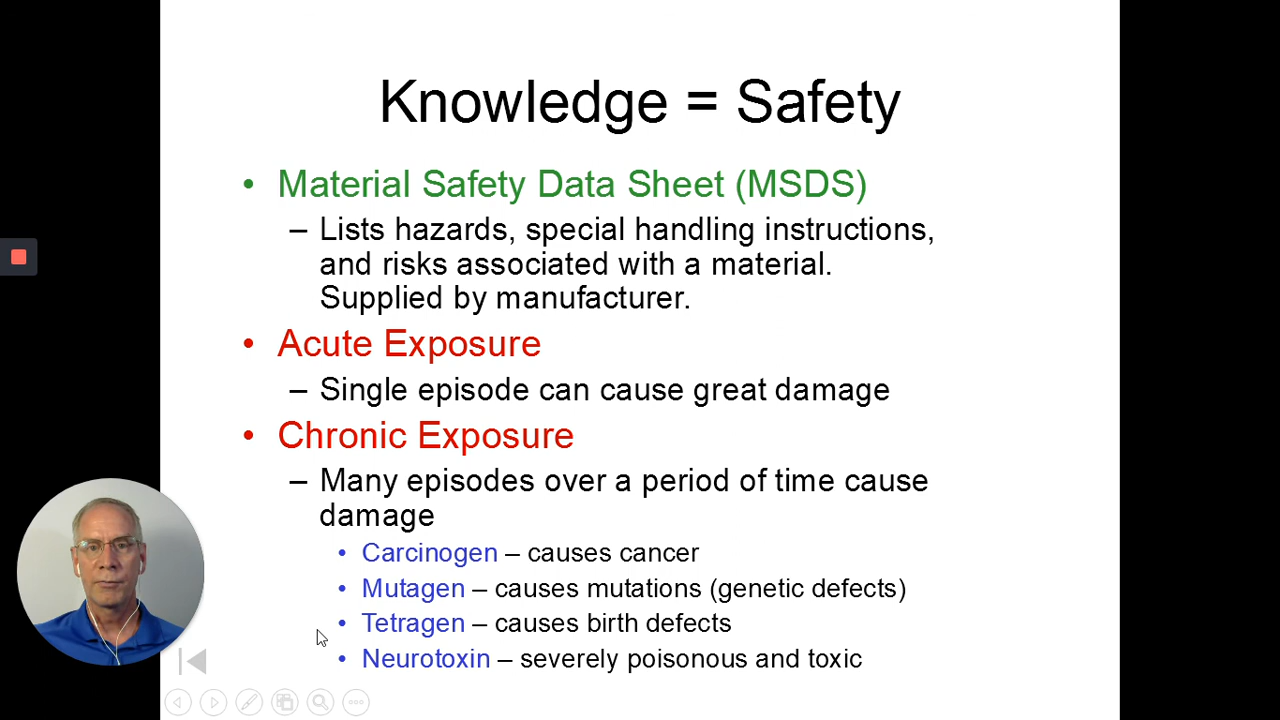 Knowledge = Safety
• Material Safety Data Sheet (MSDS)
– Lists hazards, special handling instructions,
and risks associated with a material.
Supplied by manufacturer.
• Acute Exposure
– Single episode can cause great damage
• Chronic Exposure
– Many episodes over a period of time cause
damage
• Carcinogen – causes cancer
• Mutagen – causes mutations (genetic defects)
• Tetragen – causes birth defects
• Neurotoxin – severely poisonous and toxic